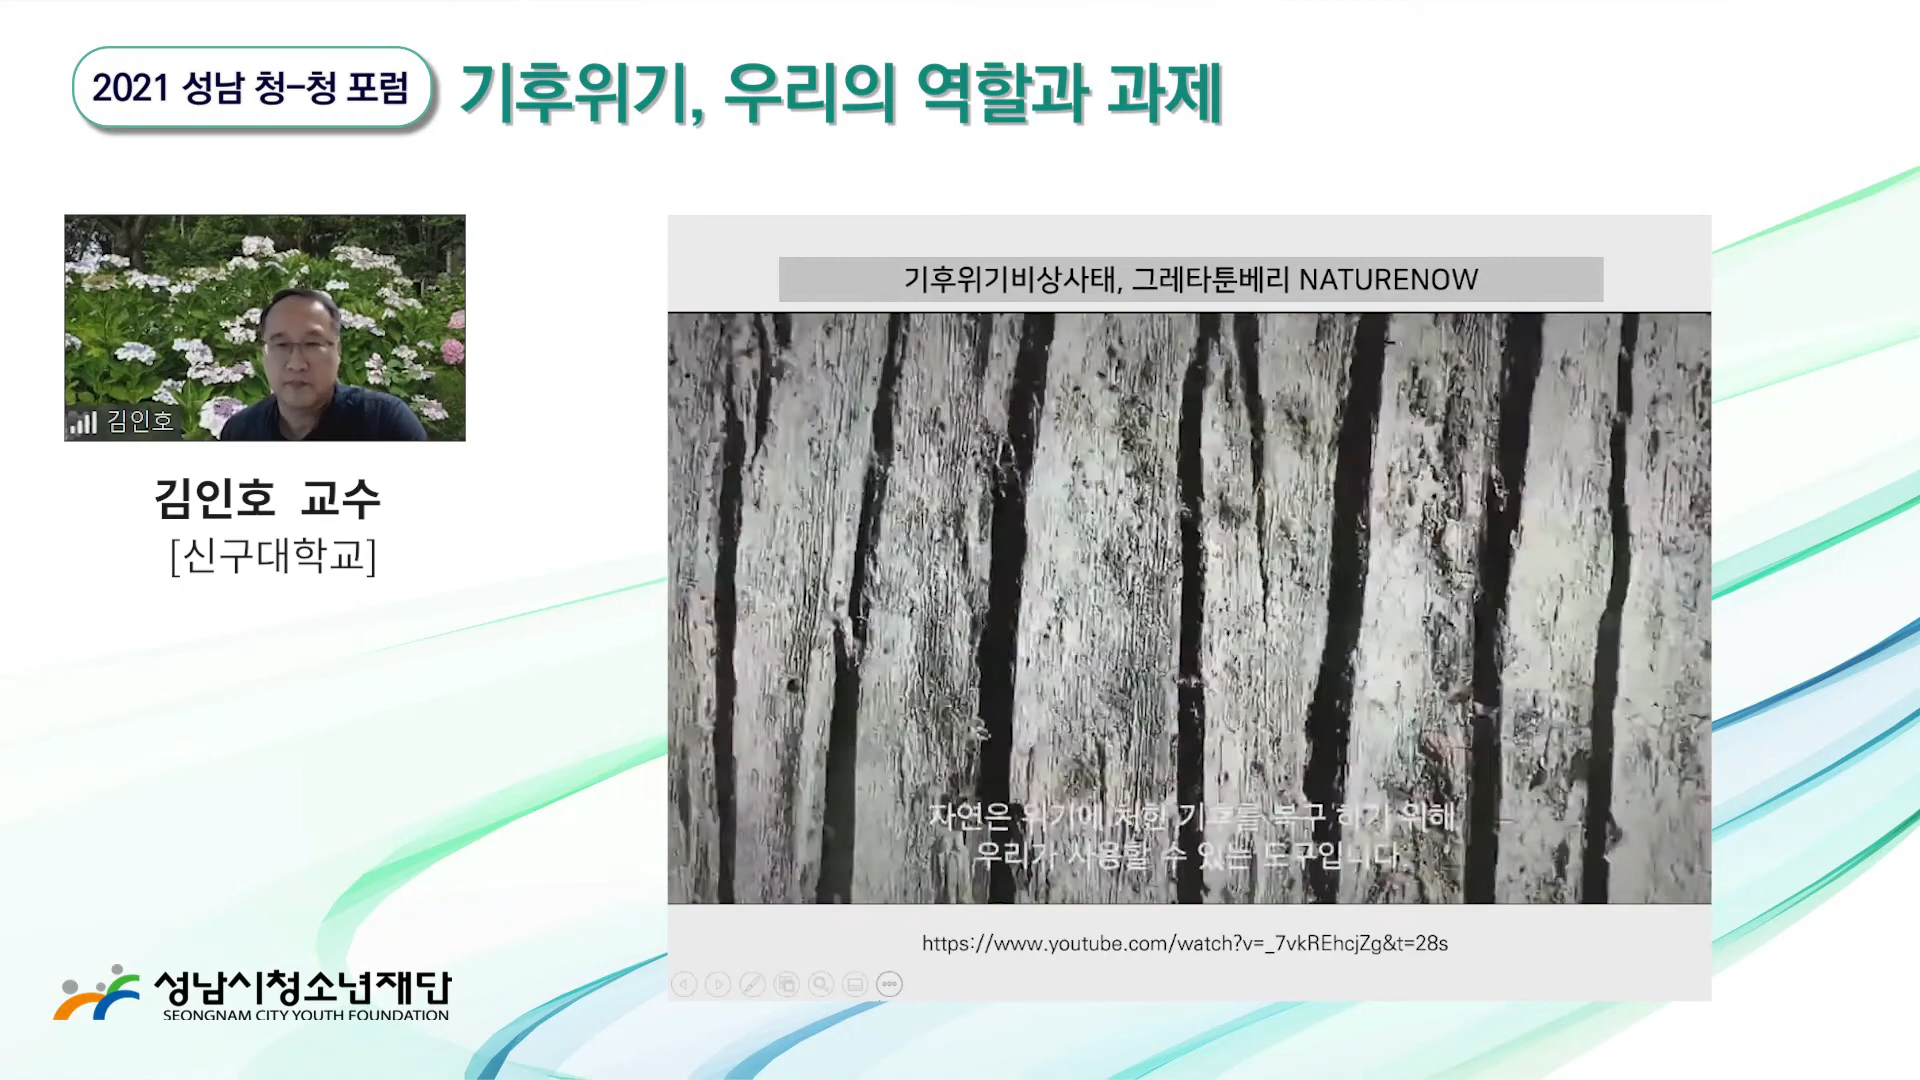 2021 성남 청-청 포럼
기후위기, 우리의 역할과 과제
김인호
김인호 교수
[신구대학교]
기후위기비상사태, 그레타툰베리 NATURENOW
자연은 위기에 처한 기후를 복구 하기 위해
우리가 사용할 수 있는 도구입니다.
https://www.youtube.com/watch?v=_7vkREhcjZg&t=28s
성남시청소년재단
SEONGNAM CITY YOUTH FOUNDATION